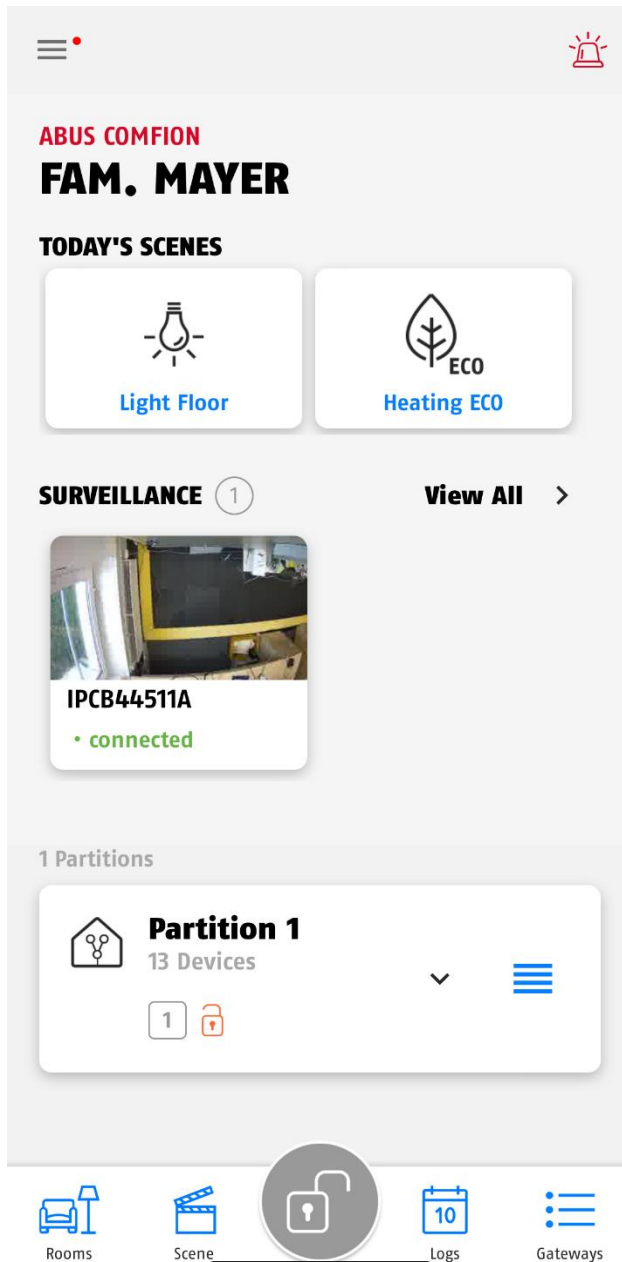 ABUS COMFION
FAM. MAYER
TODAY'S SCENES
ECO
Light Floor
Heating ECO
SURVEILLANCE 1
View All
IPCB44511A
• connected
1 Partitions
Partition 1
13 Devices
1
10
Rooms
Scene
Logs
Gateways